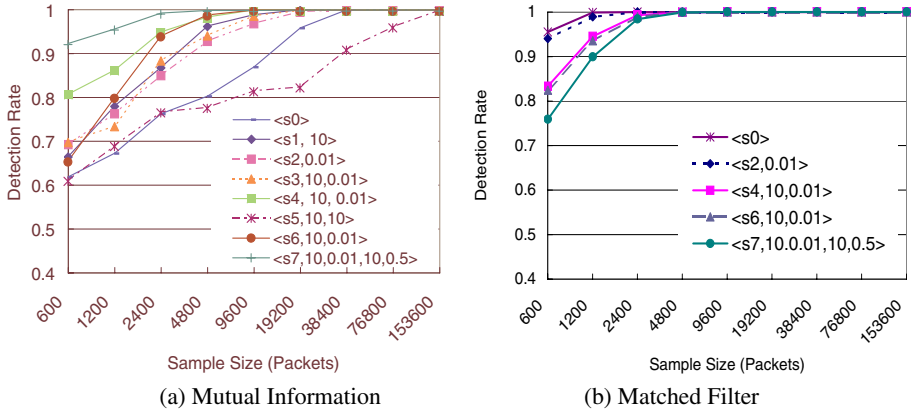 1
0.9
0.8
0.7
0.6
0.5
0.4
Detection Rate
<s0>
<s1, 10>
<s2,0.01>
<s3,10,0.01>
<s4, 10, 0.01>
<s5,10,10>
<s6,10,0.01>
<s7,10,0.01,10,0.5>
600
1200
2400
4800
9600
19200
38400
76800
153600
Sample Size (Packets)
(a) Mutual Information
1
0.9
0.8
0.7
0.6
0.5
0.4
Detection Rate
<s0>
<s2,0.01>
<s4,10,0.01>
<s6,10,0.01>
<s7,10,0.01,10,0.5>
600
1200
2400
4800
9600
19200
38400
76800
153600
Sample Size (Packets)
(b) Matched Filter